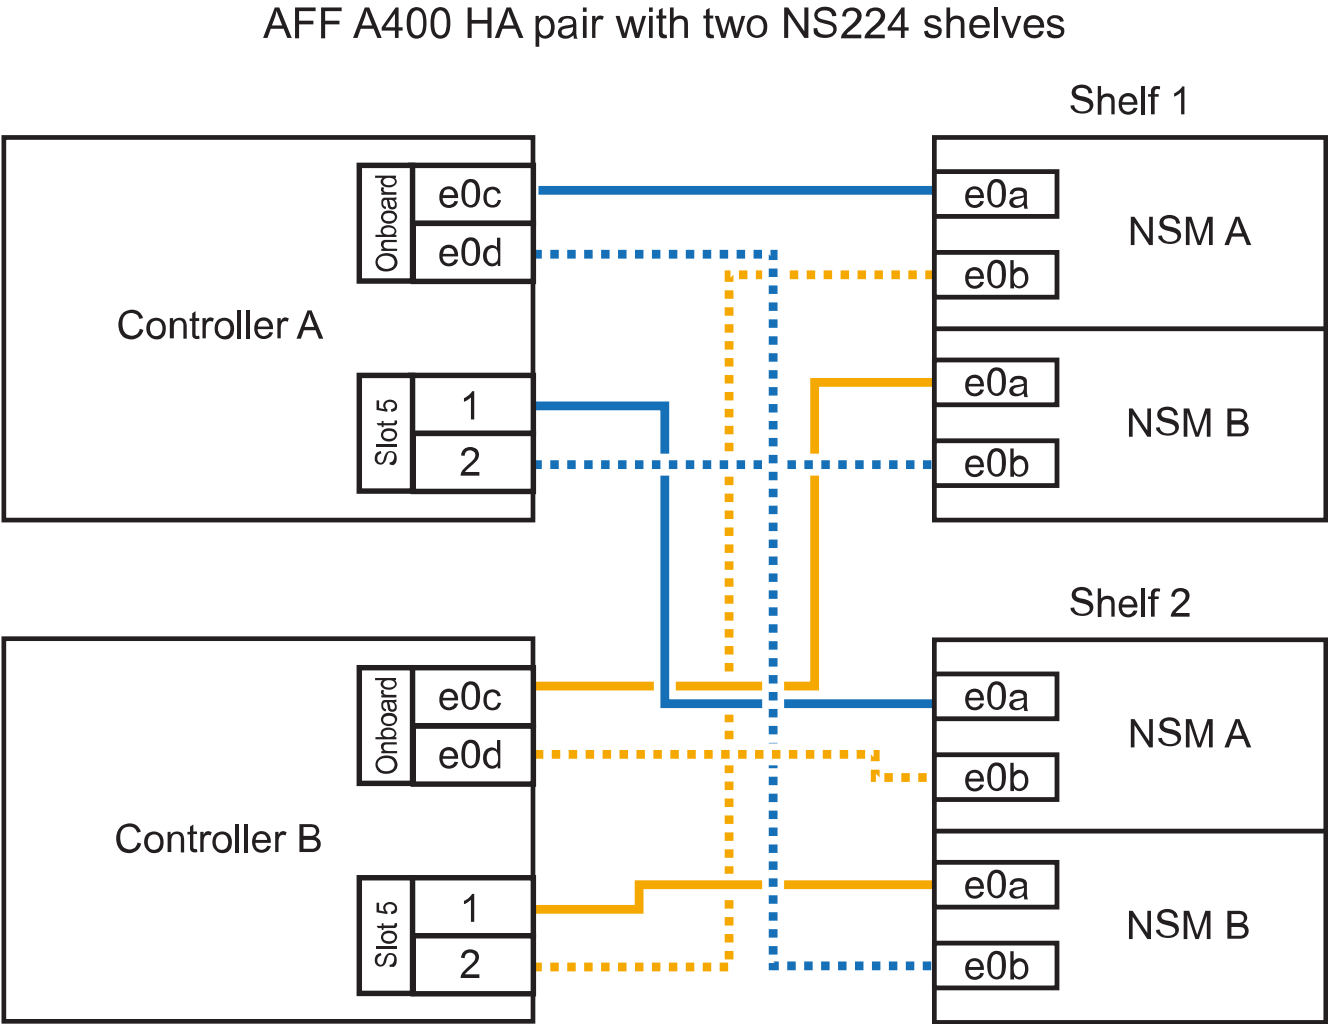 AFF A400 HA pair with two NS224 shelves
Shelf 1
Controller A
Onboard
e0c
e0d
Slot 5
1
2
e0a
e0b
NSM A
e0a
e0b
NSM B
Shelf 2
Controller B
Onboard
e0c
e0d
Slot 5
1
2
e0a
e0b
NSM A
e0a
e0b
NSM B